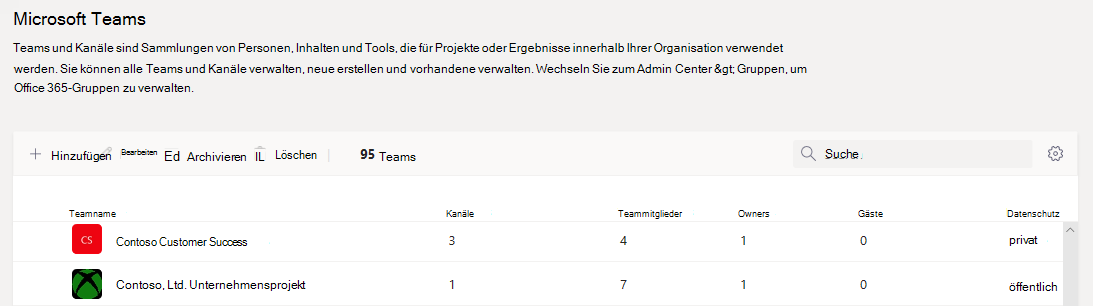 Microsoft Teams
Teams und Kanäle sind Sammlungen von Personen, Inhalten und Tools, die für Projekte oder Ergebnisse innerhalb Ihrer Organisation verwendet
werden. Sie können alle Teams und Kanäle verwalten, neue erstellen und vorhandene verwalten. Wechseln Sie zum Admin Center &gt; Gruppen, um
Office 365-Gruppen zu verwalten.
Hinzufügen Bearbeiten Ed Archivieren IL Löschen 95 Teams Suche.
Teamname Kanäle Teammitglieder Owners Gäste Datenschutz
CS Contoso Customer Success 3 4 1 0 privat
Contoso, Ltd. Unternehmensprojekt 1 7 1 0 öffentlich